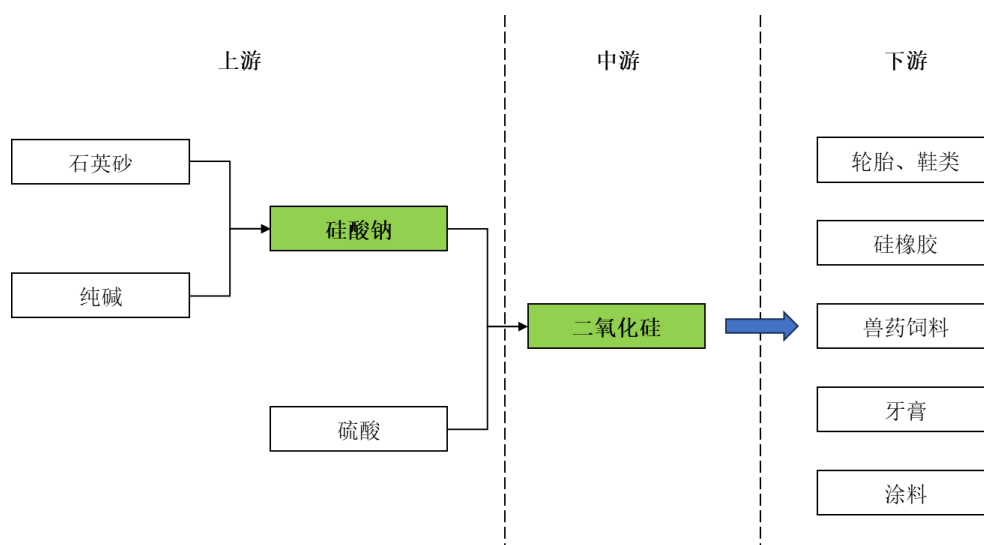 上游
中游
下游
石英砂
纯碱
硅酸钠
硫酸
二氧化硅
轮胎、鞋类
硅橡胶
兽药饲料
牙膏
涂料